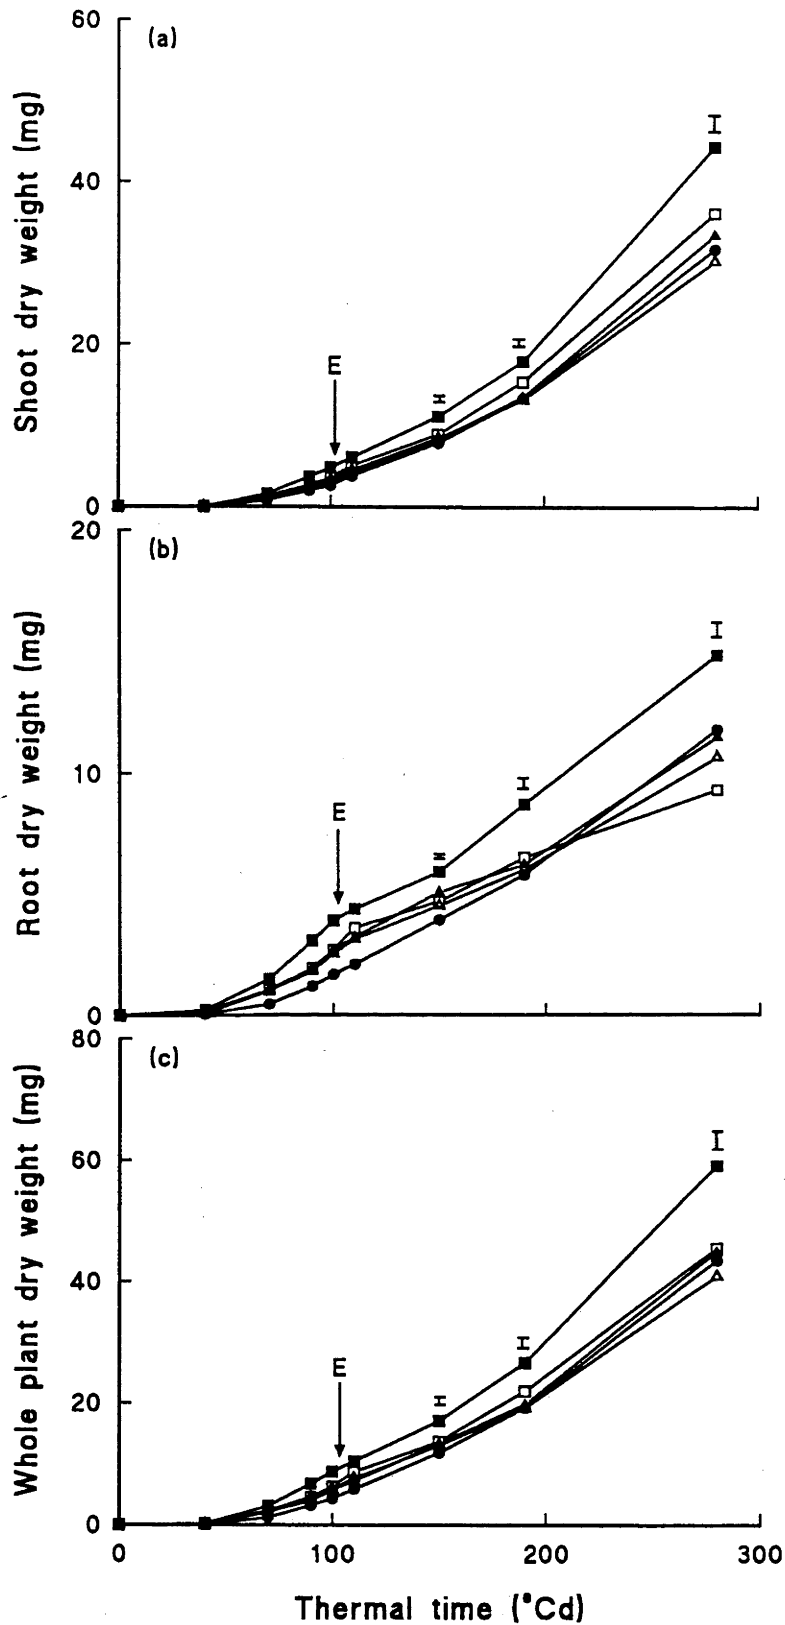 60
(a)
40
20
0
E
Shoot dry weight (mg)
20
(b)
10
0
E
Root dry weight (mg)
80
(c)
60
40
20
0
E
Whole plant dry weight (mg)
0 100 200 300
Thermal time (°Cd)